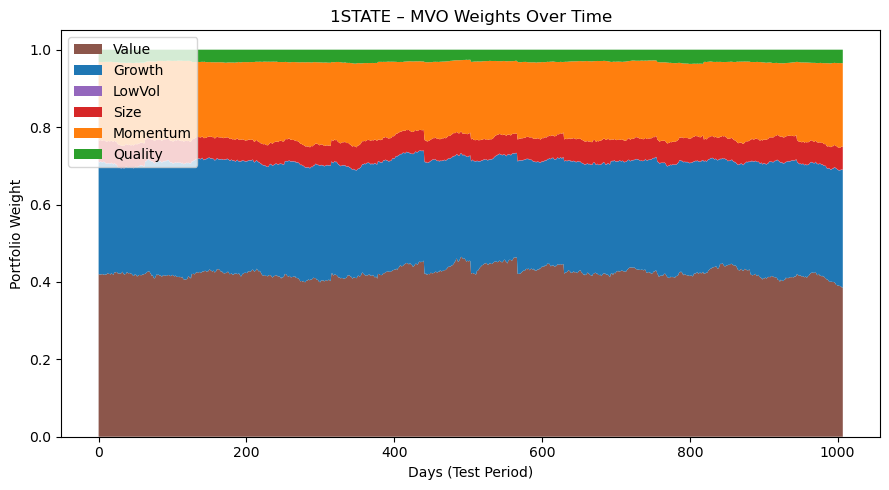 1STATE – MVO Weights Over Time
Value
Growth
LowVol
Size
Momentum
Quality
Portfolio Weight
1.0
0.8
0.6
0.4
0.2
0.0
0
200
400
600
800
1000
Days (Test Period)